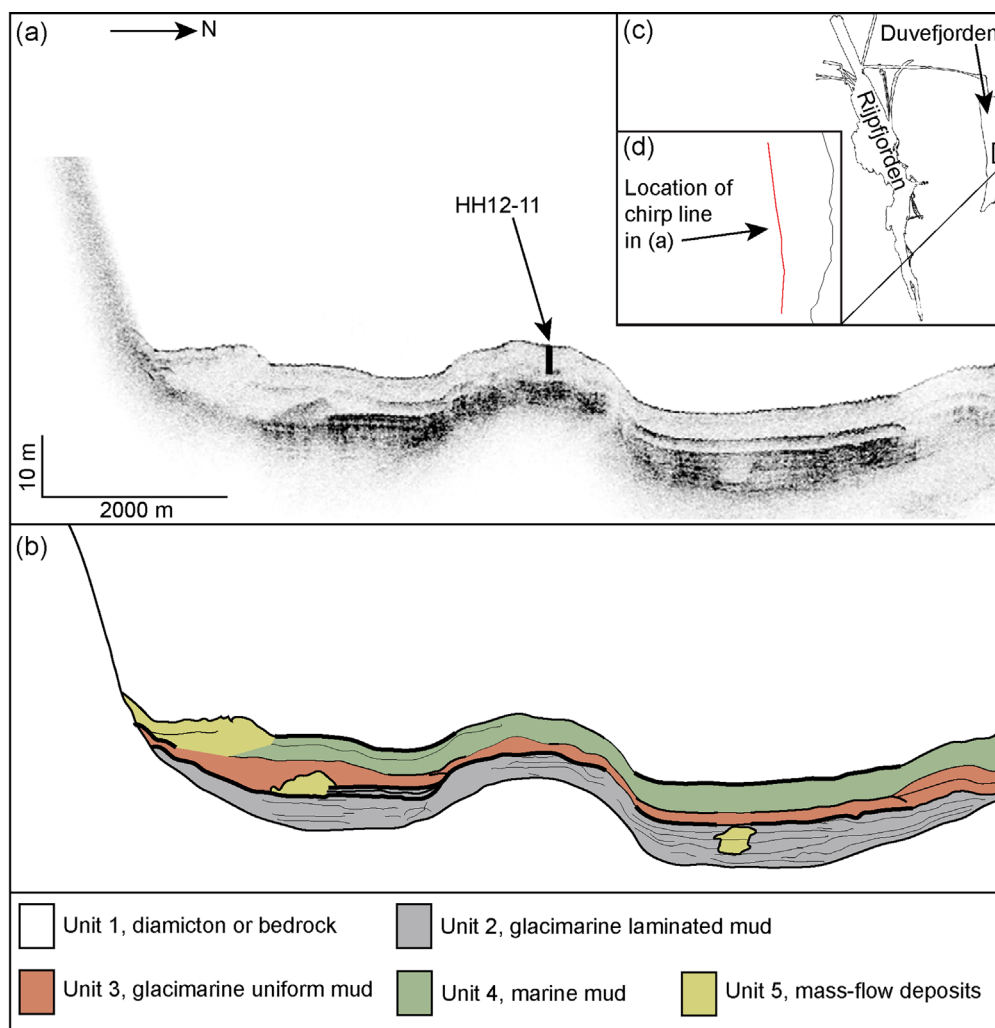 (a)
N
HH12-11
10 m
2000 m
(c)
Duvefjorden
Rijpfjorden
D
(d)
Location of
chirp line
in (a)
(b)
Unit 1, diamicton or bedrock
Unit 2, glacimarine laminated mud
Unit 3, glacimarine uniform mud
Unit 4, marine mud
Unit 5, mass-flow deposits